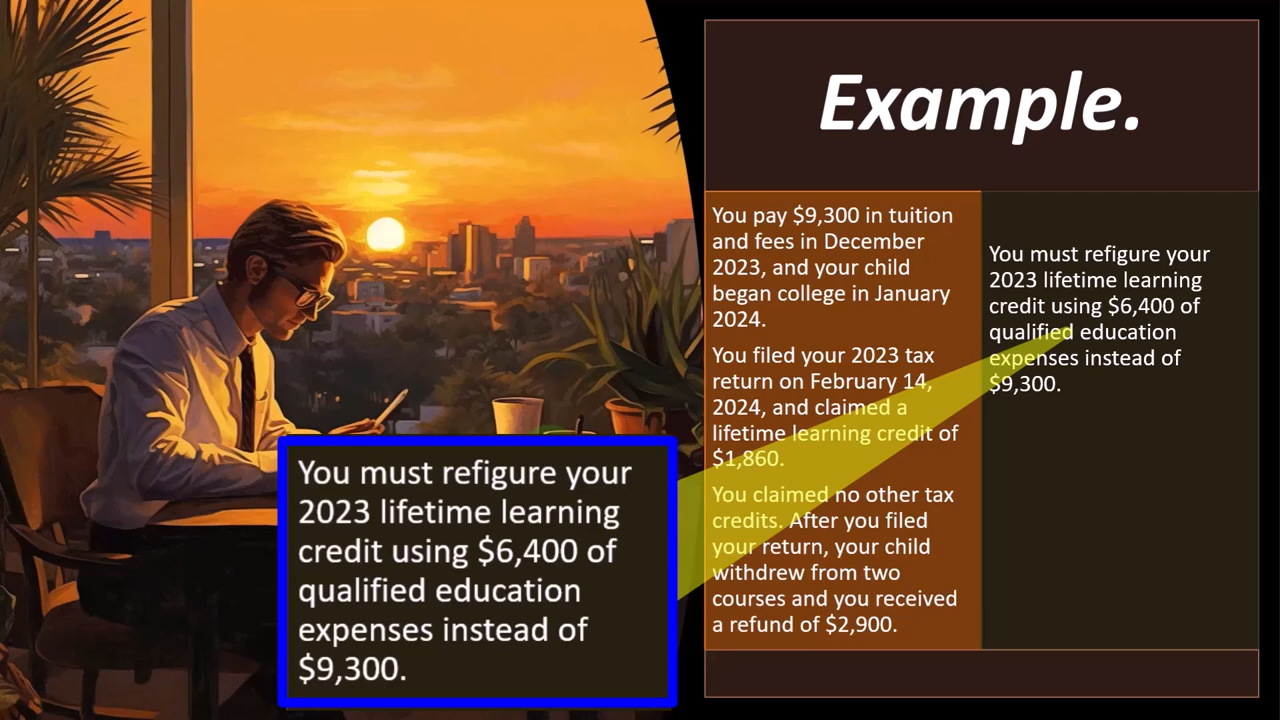 Example.
You pay $9,300 in tuition
and fees in December
2023, and your child
began college in January
2024.
You filed your 2023 tax
return on February 14,
2024, and claimed a
lifetime learning credit of
$1,860.
You claimed no other tax
credits. After you filed
your return, your child
withdrew from two
courses and you received
a refund of $2,900.
You must refigure your
2023 lifetime learning
credit using $6,400 of
qualified education
expenses instead of
$9,300.
You must refigure your
2023 lifetime learning
credit using $6,400 of
qualified education
expenses instead of
$9,300.